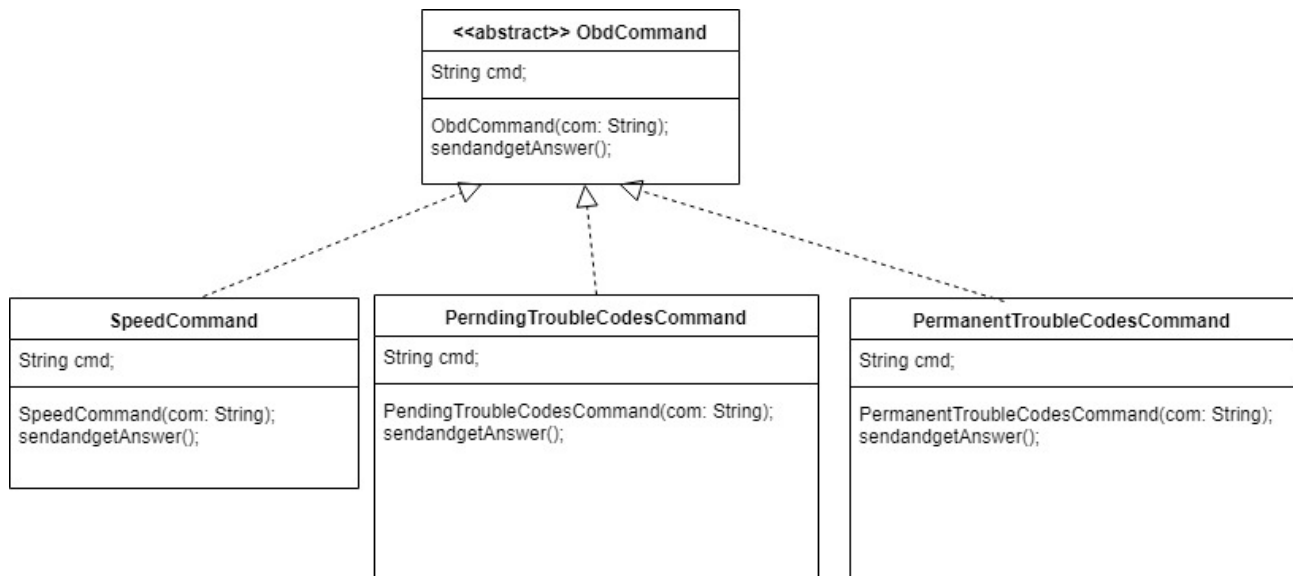 <<abstract>> ObdCommand
String cmd;
ObdCommand(com: String);
sendandgetAnswer();
SpeedCommand
String cmd;
SpeedCommand(com: String);
sendandgetAnswer();
PerndingTroubleCodesCommand
String cmd;
PendingTroubleCodesCommand(com: String);
sendandgetAnswer();
PermanentTroubleCodesCommand
String cmd;
PermanentTroubleCodesCommand(com: String);
sendandgetAnswer();